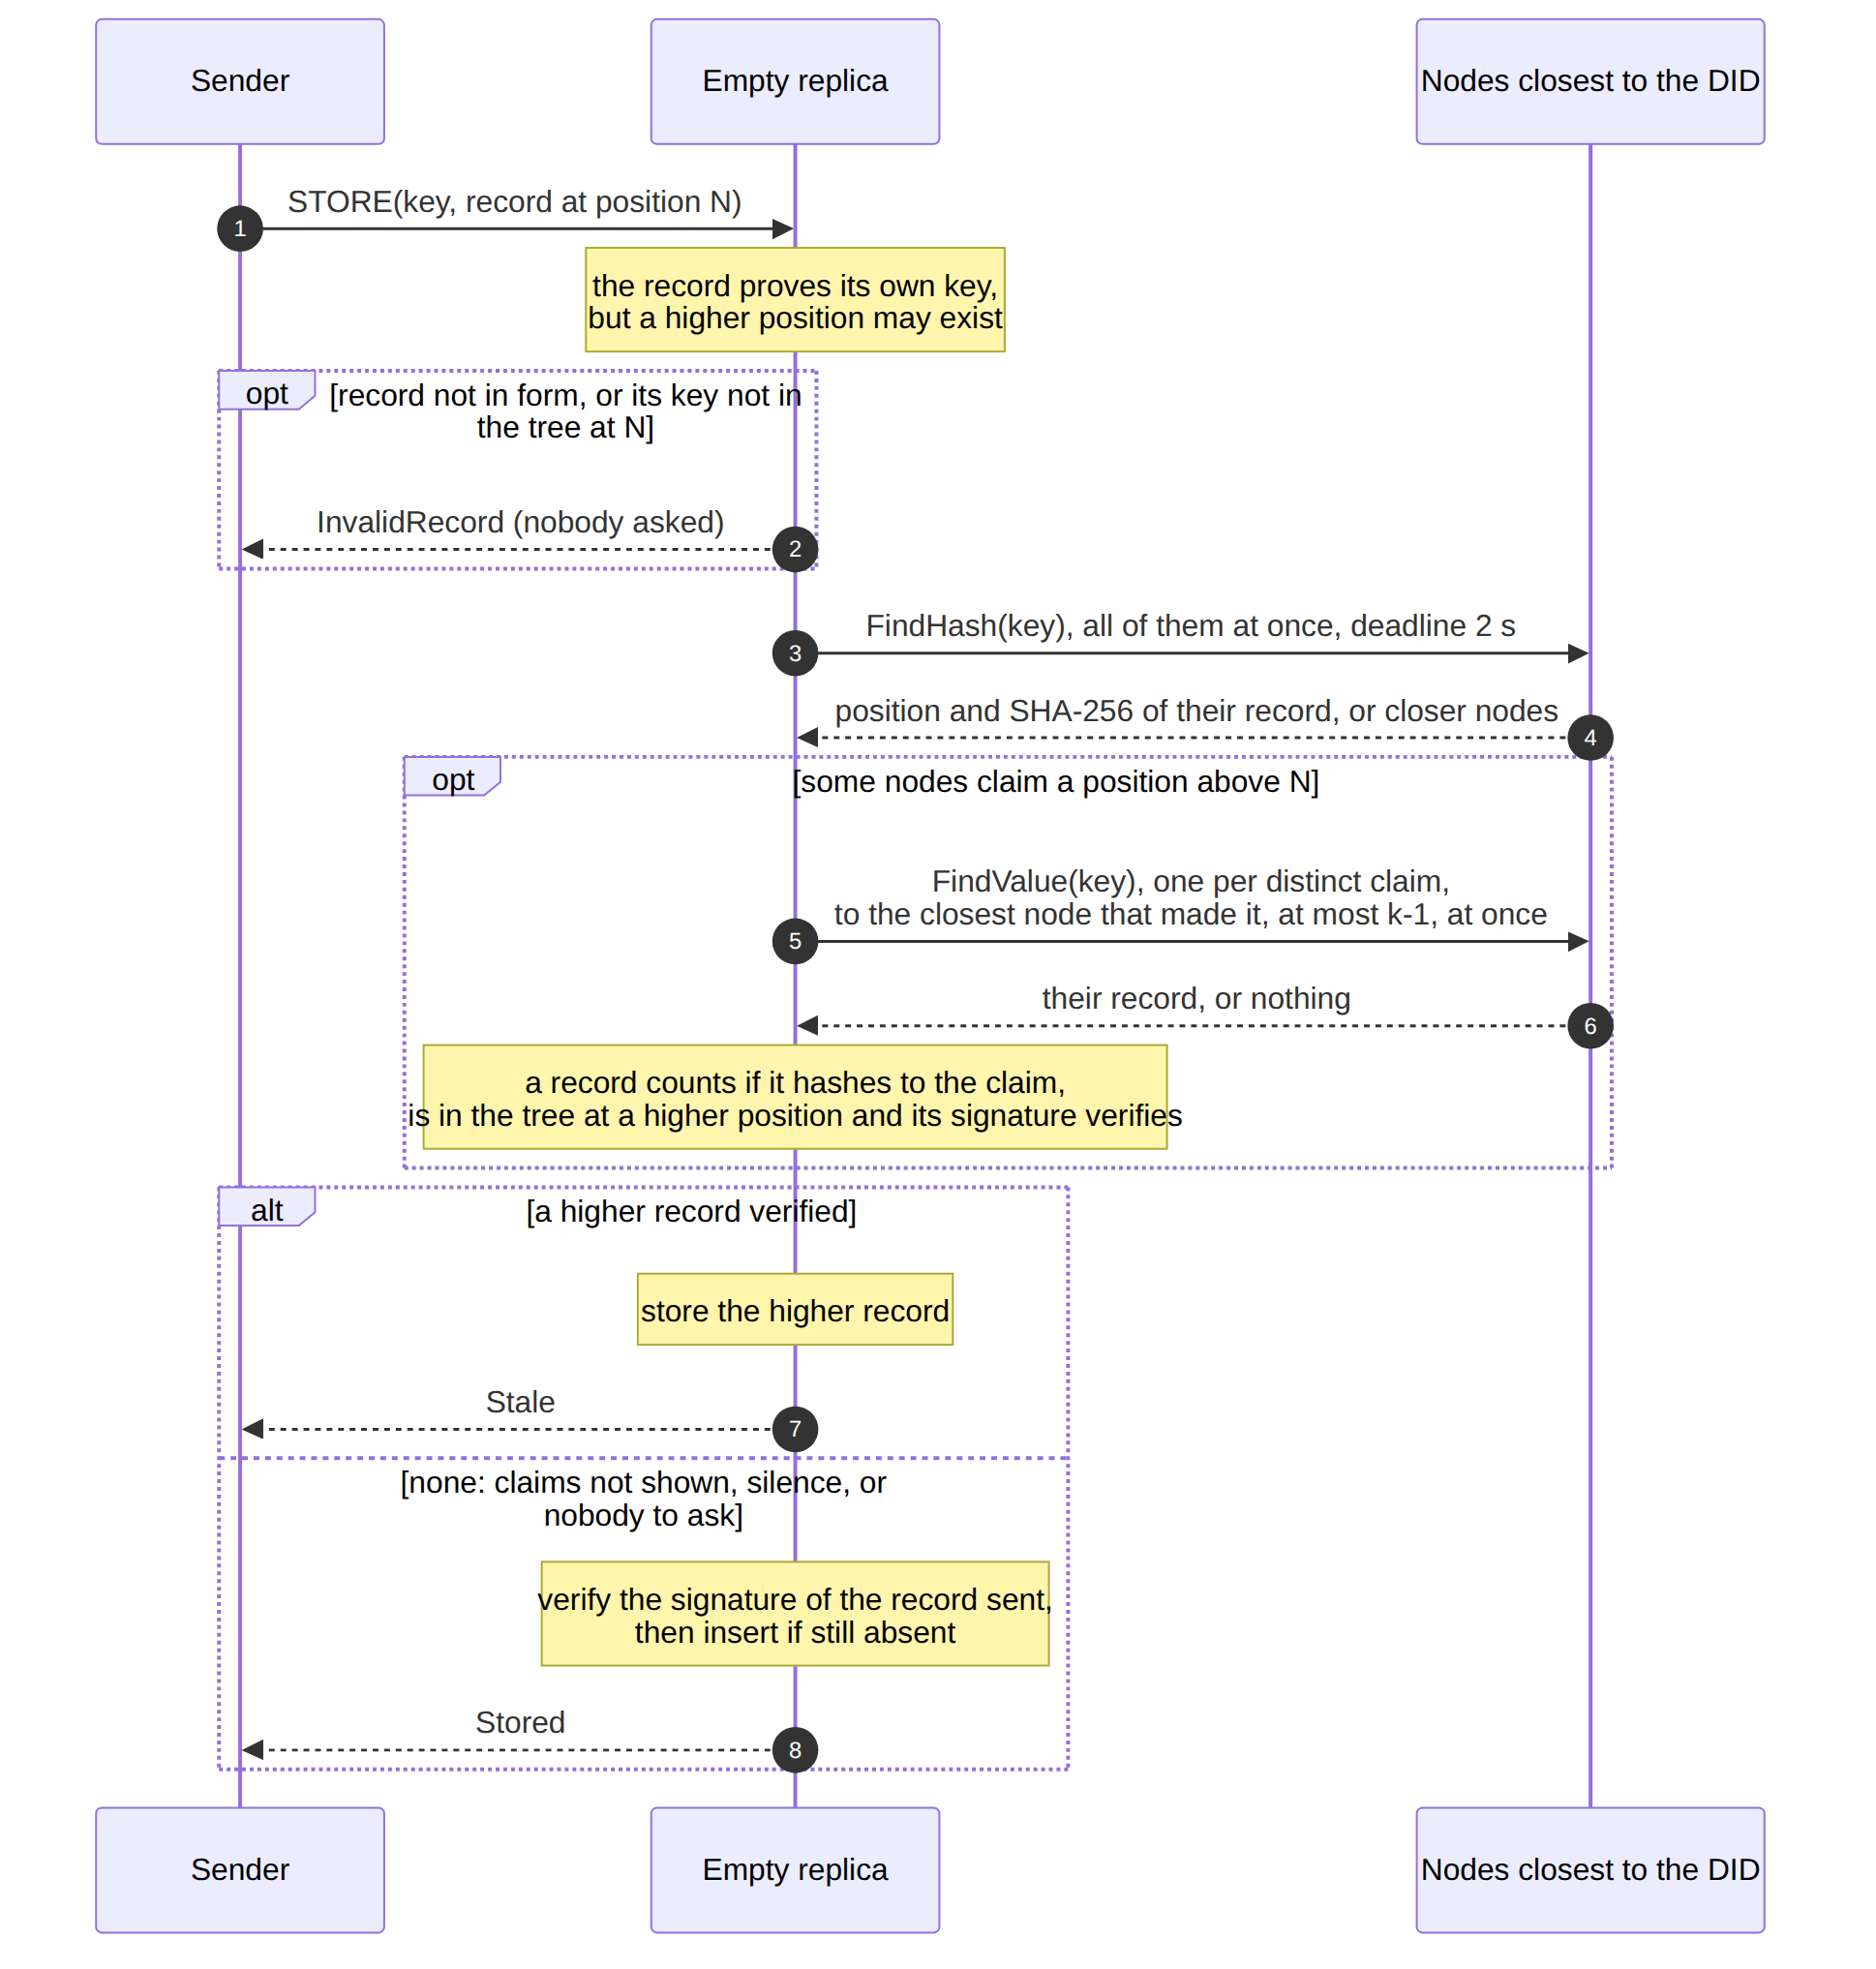 Sender
Empty replica
Nodes closest to the DID
STORE(key, record at position N)
1
the record proves its own key,
but a higher position may exist
opt
[record not in form, or its key not in
the tree at N]
InvalidRecord (nobody asked)
2
FindHash(key), all of them at once, deadline 2 s
3
position and SHA-256 of their record, or closer nodes
4
opt
[some nodes claim a position above N]
FindValue(key), one per distinct claim,
to the closest node that made it, at most k-1, at once
5
their record, or nothing
6
a record counts if it hashes to the claim,
is in the tree at a higher position and its signature verifies
alt
[a higher record verified]
store the higher record
Stale
7
[none: claims not shown, silence, or
nobody to ask]
verify the signature of the record sent,
then insert if still absent
Stored
8
Sender
Empty replica
Nodes closest to the DID